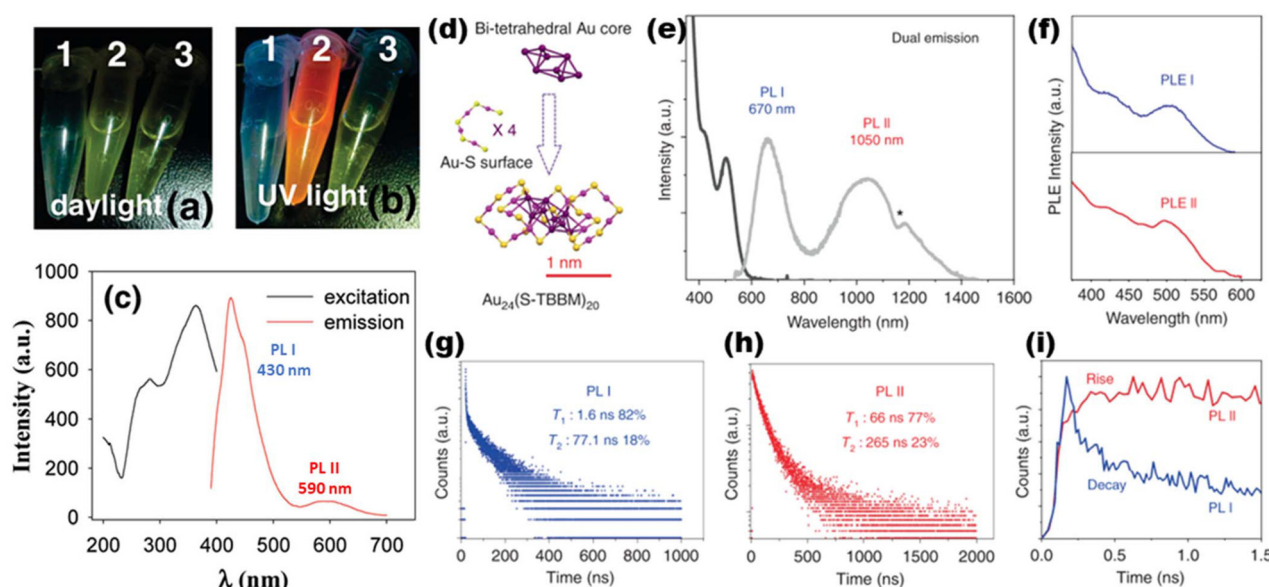 1 2 3
daylight (a)
1 2 3
UV light (b)
(c)
Intensity (a.u.)
1000
800
600
400
200
0
excitation
emission
PL I
430 nm
PL II
590 nm
200 300 400 500 600 700
λ (nm)
(d)
Bi-tetrahedral Au core
X 4
Au-S surface
1 nm
Au24(S-TBBM)20
(e)
Dual emission
Intensity (a.u.)
PL I
670 nm
PL II
1050 nm
*
400 600 800 1000 1200 1400 1600
Wavelength (nm)
(f)
PLE Intensity (a.u.)
PLE I
PLE II
400 450 500 550 600
Wavelength (nm)
(g)
Counts (a.u.)
PL I
T1 : 1.6 ns 82%
T2 : 77.1 ns 18%
0 200 400 600 800 1000
Time (ns)
(h)
Counts (a.u.)
PL II
T1 : 66 ns 77%
T2 : 265 ns 23%
0 500 1000 1500 2000
Time (ns)
(i)
Counts (a.u.)
Rise
PL II
Decay
PL I
0.0 0.5 1.0 1.5
Time (ns)